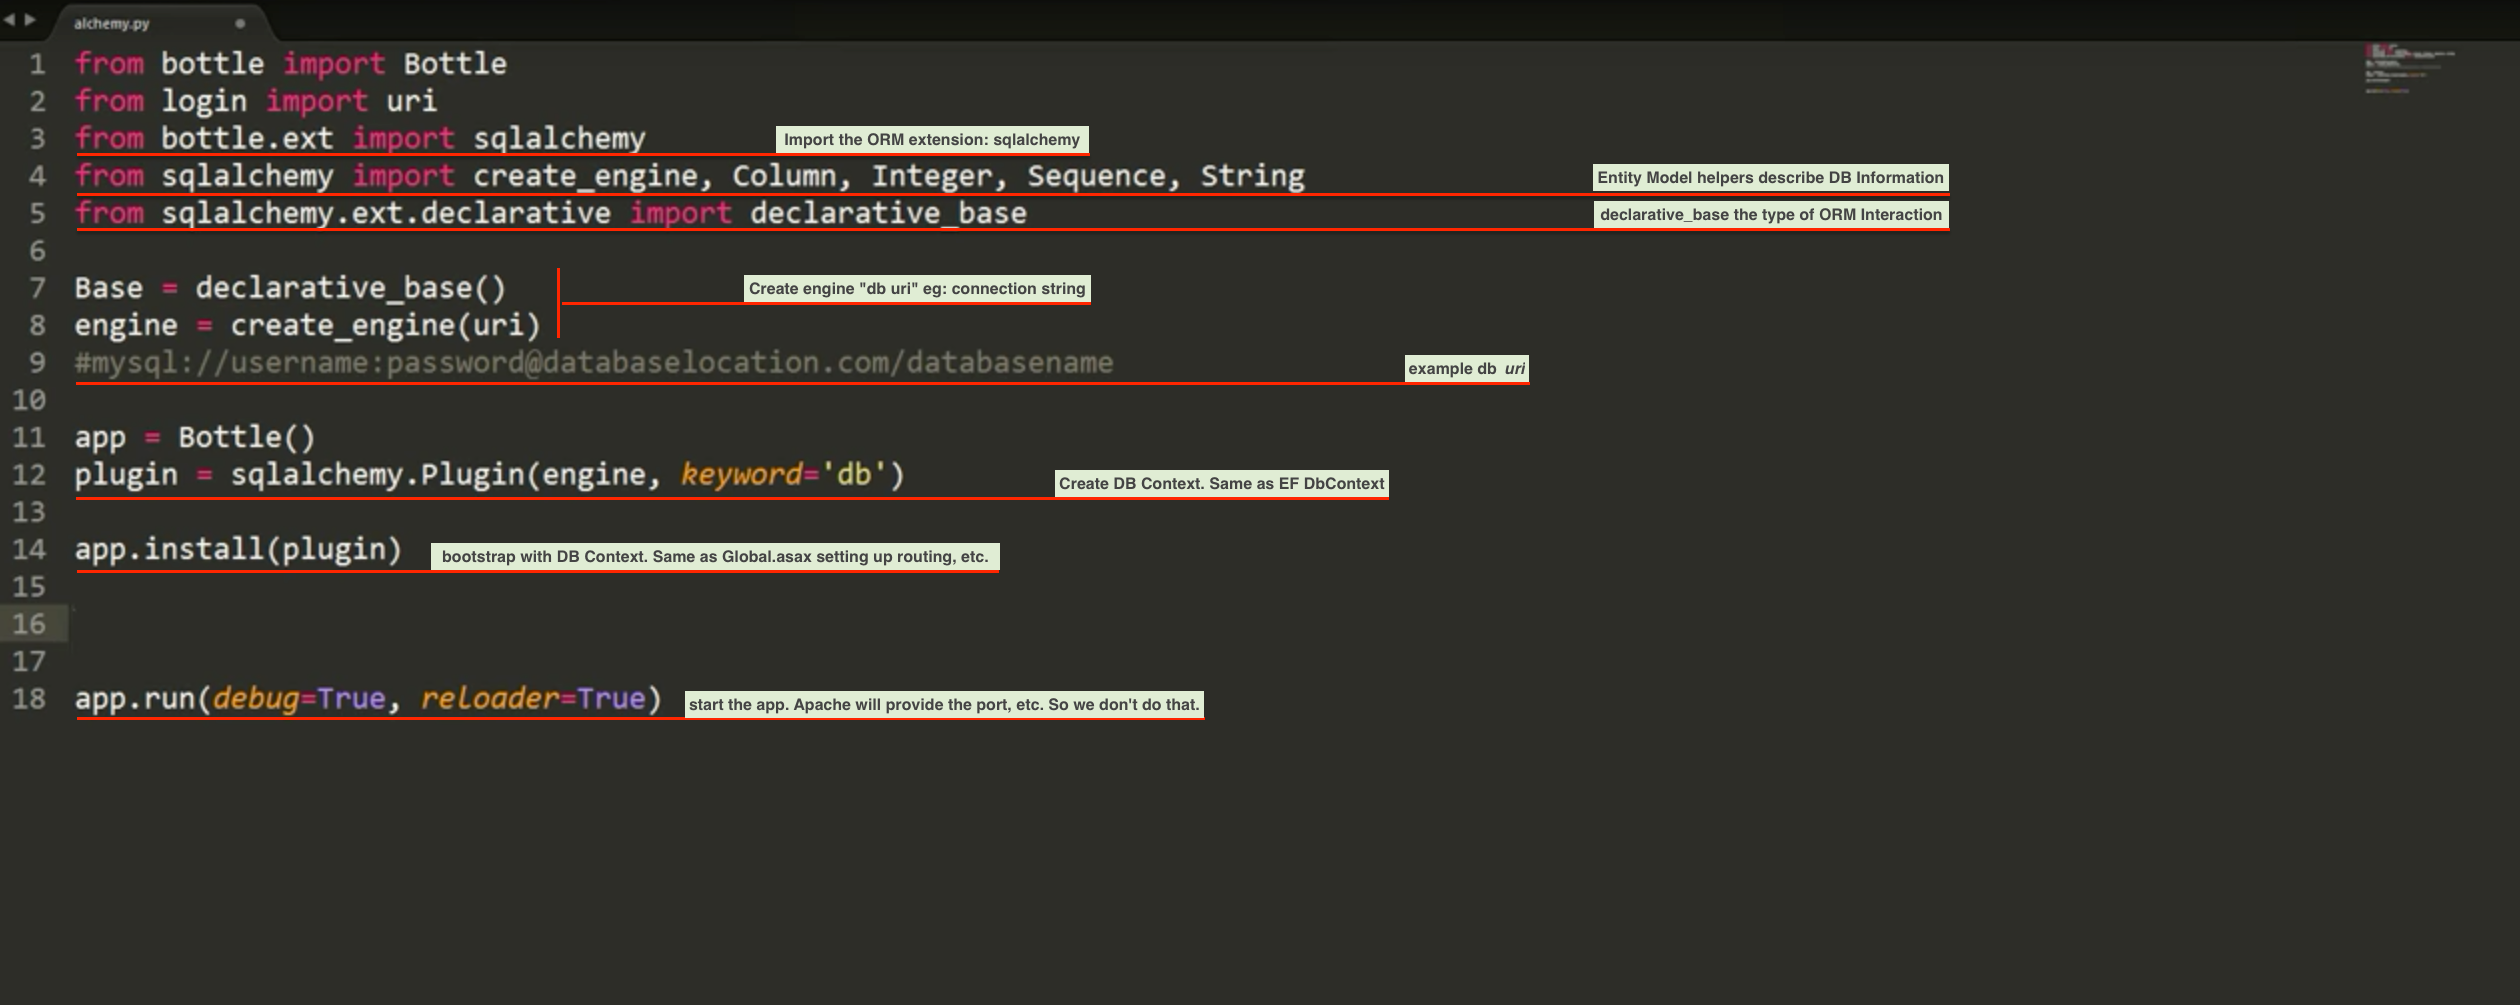 alchemy.py
1 from bottle import Bottle
2 from login import uri
3 from bottle.ext import sqlalchemy Import the ORM extension: sqlalchemy
4 from sqlalchemy import create_engine, Column, Integer, Sequence, String Entity Model helpers describe DB Information
5 from sqlalchemy.ext.declarative import declarative_base declarative_base the type of ORM Interaction
6
7 Base = declarative_base() Create engine "db uri" eg: connection string
8 engine = create_engine(uri)
9 #mysql://username:password@databaselocation.com/databasename example db uri
10
11 app = Bottle()
12 plugin = sqlalchemy.Plugin(engine, keyword='db') Create DB Context. Same as EF DbContext
13
14 app.install(plugin) bootstrap with DB Context. Same as Global.asax setting up routing, etc.
15
16
17
18 app.run(debug=True, reloader=True) start the app. Apache will provide the port, etc. So we don't do that.